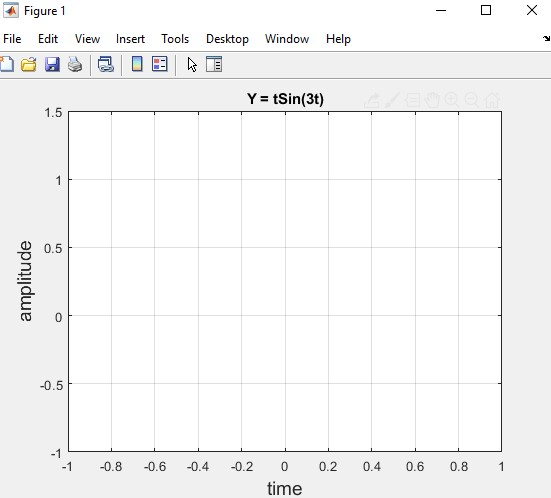 Figure 1
File Edit View Insert Tools Desktop Window Help
Y = tSin(3t)
1.5
1
0.5
0
-0.5
-1
amplitude
-1 -0.8 -0.6 -0.4 -0.2 0 0.2 0.4 0.6 0.8 1
time